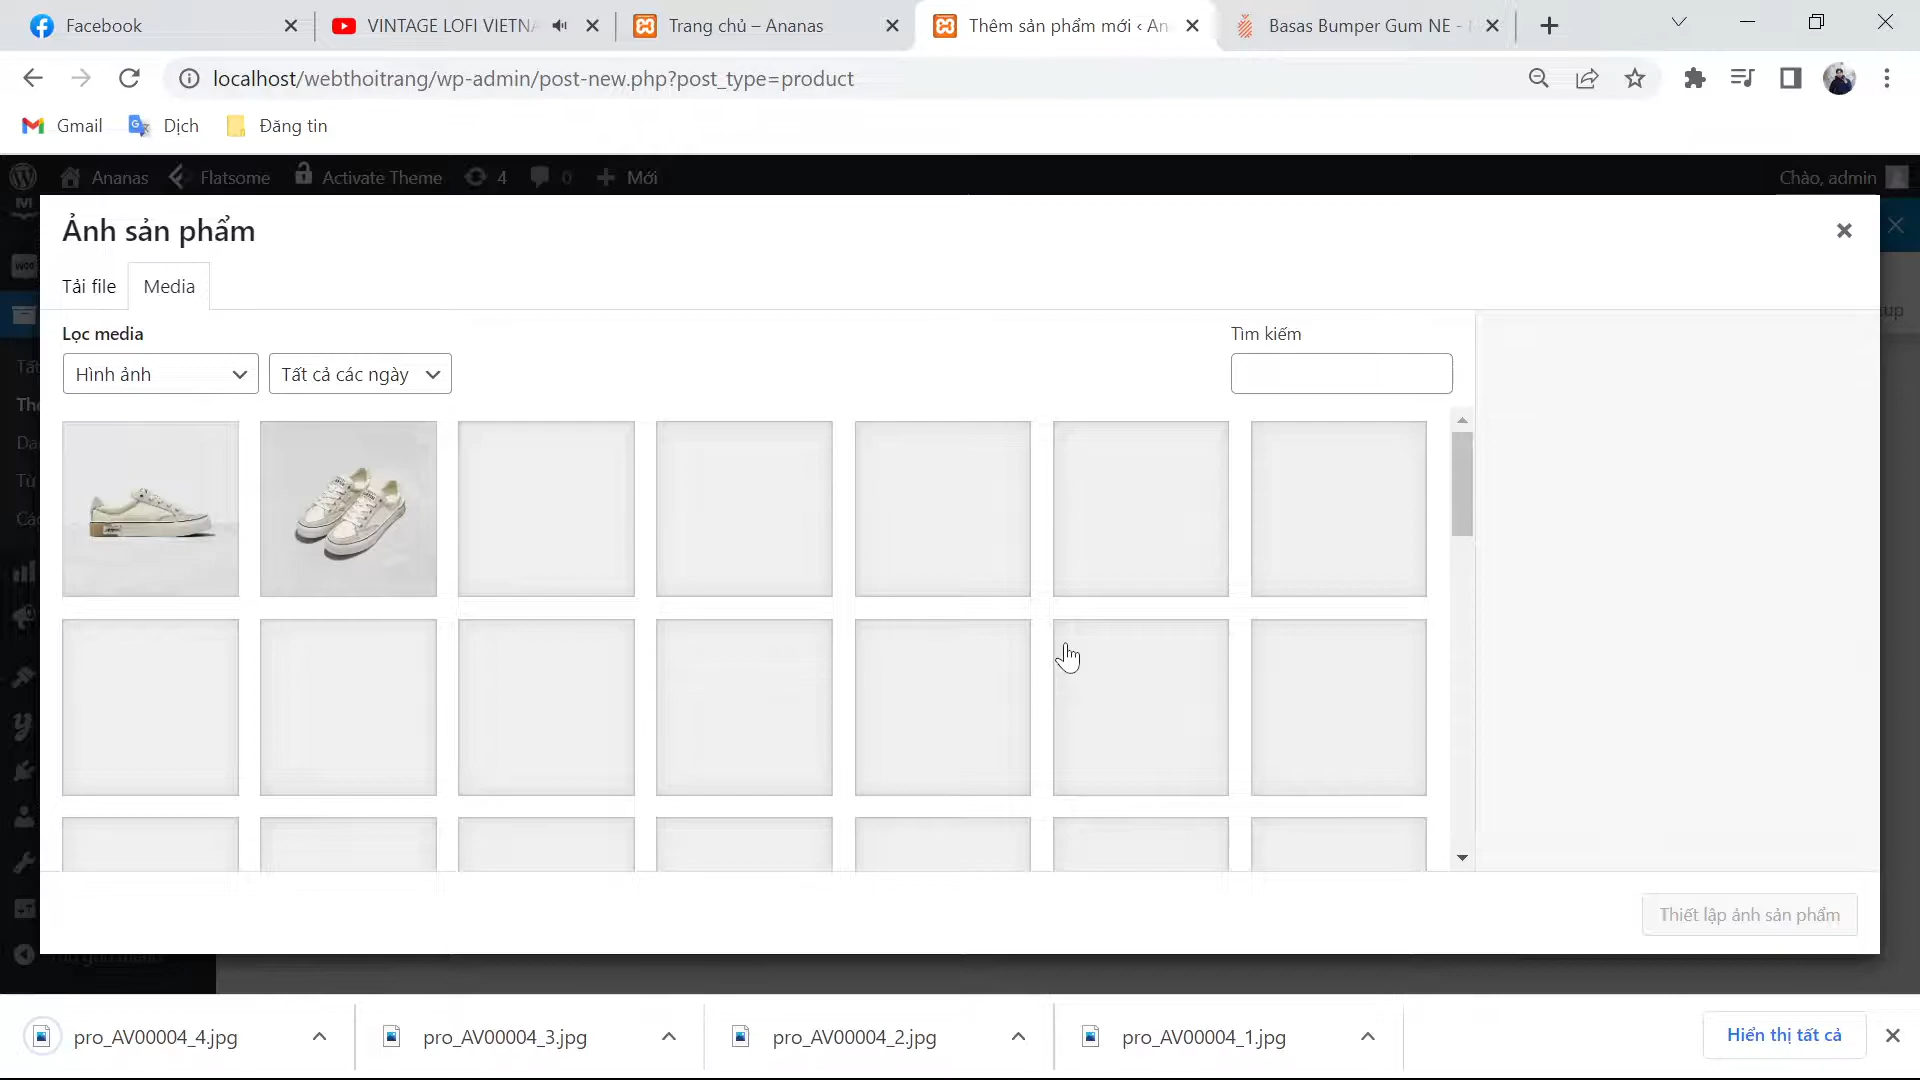 Facebook
VINTAGE LOFI VIETNA
Trang chủ – Ananas
Thêm sản phẩm mới ‹ An
Basas Bumper Gum NE -
localhost/webthoitrang/wp-admin/post-new.php?post_type=product
Gmail
Dịch
Đăng tin
Ananas
Flatsome
Activate Theme
4
0
Mới
Chào, admin
Ảnh sản phẩm
Tải file
Media
Lọc media
Tìm kiếm
Hình ảnh
Tất cả các ngày
Thiết lập ảnh sản phẩm
pro_AV00004_4.jpg
pro_AV00004_3.jpg
pro_AV00004_2.jpg
pro_AV00004_1.jpg
Hiển thị tất cả